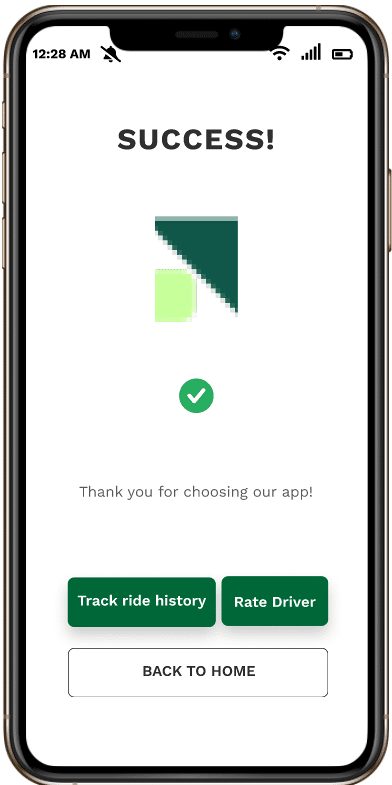 12:28 AM
SUCCESS!
Thank you for choosing our app!
Track ride history
Rate Driver
BACK TO HOME